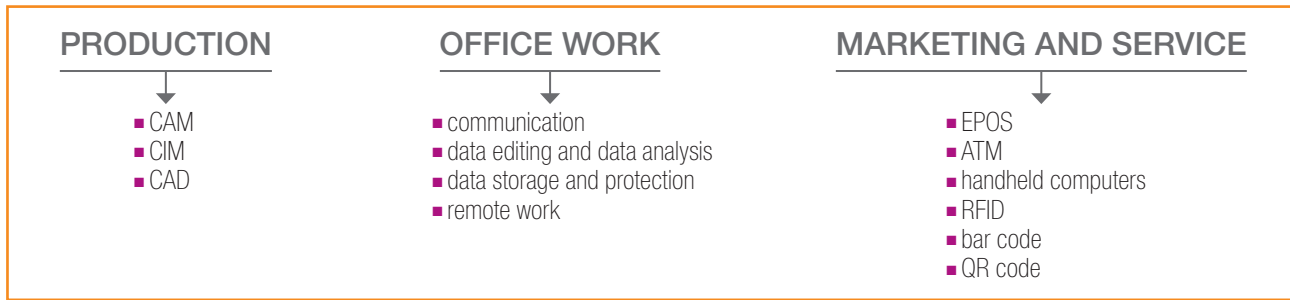 PRODUCTION
CAM
CIM
CAD
OFFICE WORK
communication
data editing and data analysis
data storage and protection
remote work
MARKETING AND SERVICE
EPOS
ATM
handheld computers
RFID
bar code
QR code